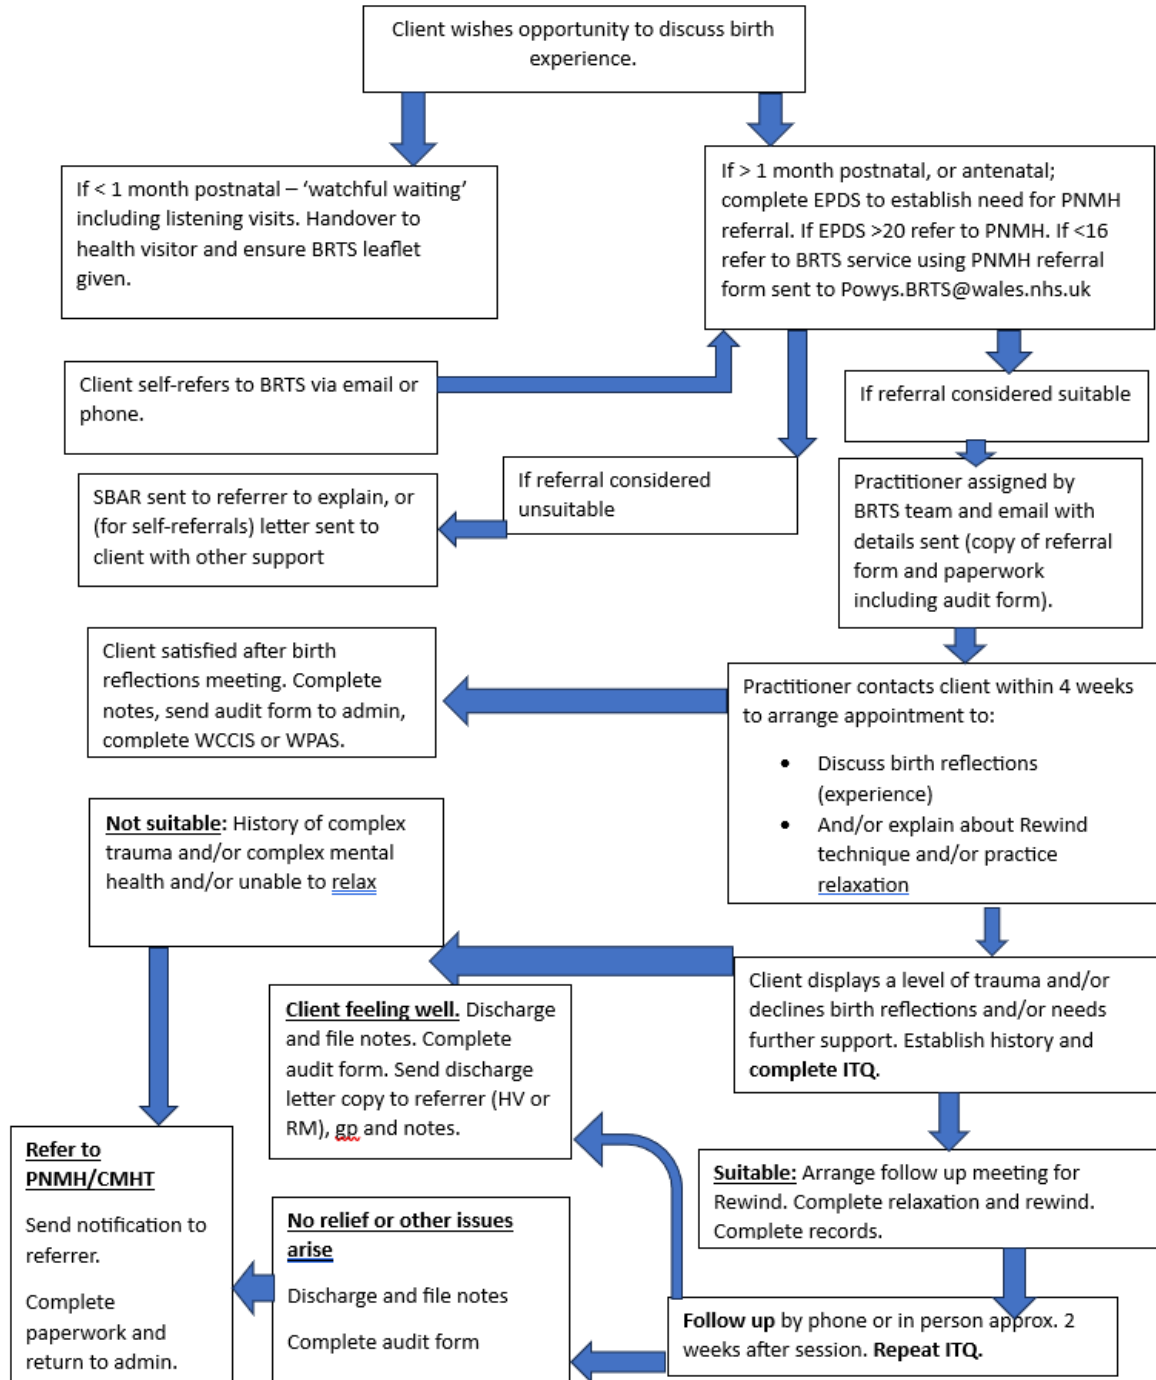 Client wishes opportunity to discuss birth
experience.
If < 1 month postnatal – ‘watchful waiting’
including listening visits. Handover to
health visitor and ensure BRTS leaflet
given.
If > 1 month postnatal, or antenatal;
complete EPDS to establish need for PNMH
referral. If EPDS >20 refer to PNMH. If <16
refer to BRTS service using PNMH referral
form sent to Powys.BRTS@wales.nhs.uk
Client self-refers to BRTS via email or
phone.
If referral considered suitable
If referral considered
unsuitable
SBAR sent to referrer to explain, or
(for self-referrals) letter sent to
client with other support
Practitioner assigned by
BRTS team and email with
details sent (copy of referral
form and paperwork
including audit form).
Client satisfied after birth
reflections meeting. Complete
notes, send audit form to admin,
complete WCCIS or WPAS.
Practitioner contacts client within 4 weeks
to arrange appointment to:
• Discuss birth reflections
(experience)
• And/or explain about Rewind
technique and/or practice
relaxation
Not suitable: History of complex
trauma and/or complex mental
health and/or unable to relax
Client displays a level of trauma and/or
declines birth reflections and/or needs
further support. Establish history and
complete ITQ.
Client feeling well. Discharge
and file notes. Complete
audit form. Send discharge
letter copy to referrer (HV or
RM), gp and notes.
Suitable: Arrange follow up meeting for
Rewind. Complete relaxation and rewind.
Complete records.
Refer to
PNMH/CMHT
Send notification to
referrer.
Complete
paperwork and
return to admin.
No relief or other issues
arise
Discharge and file notes
Complete audit form
Follow up by phone or in person approx. 2
weeks after session. Repeat ITQ.